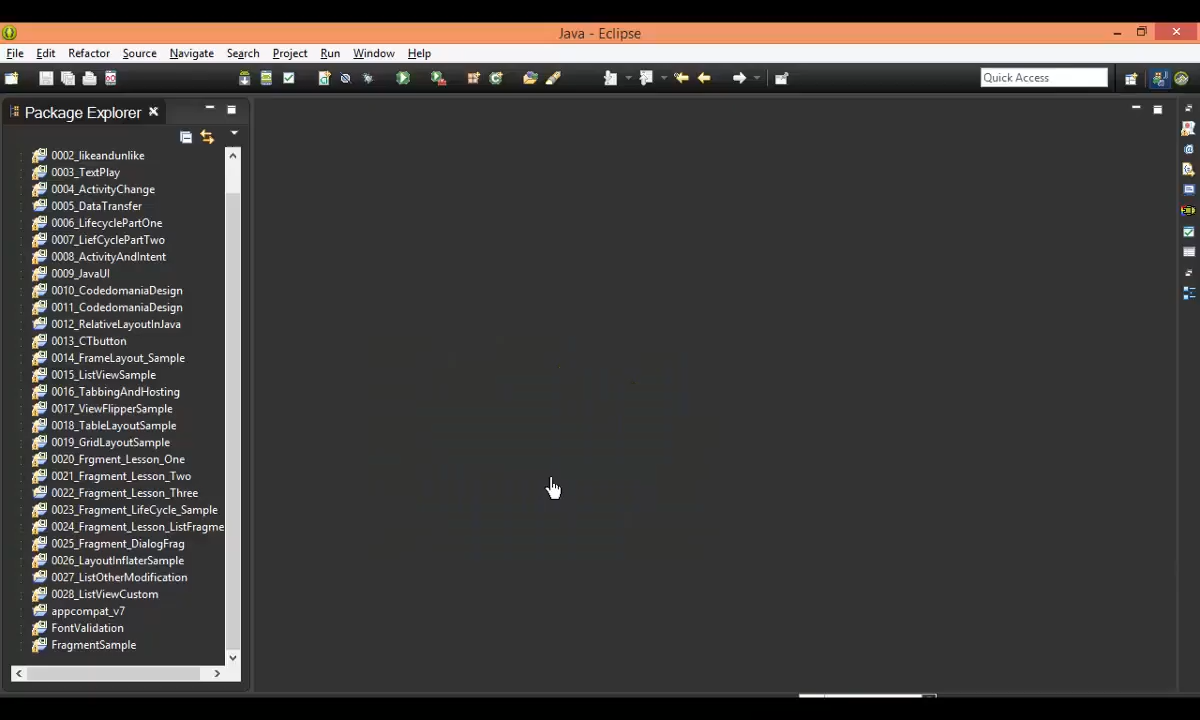 Java - Eclipse
File Edit Refactor Source Navigate Search Project Run Window Help
Quick Access
Package Explorer
0002_likeandunlike
0003_TextPlay
0004_ActivityChange
0005_DataTransfer
0006_LifecyclePartOne
0007_LiefCyclePartTwo
0008_ActivityAndIntent
0009_JavaUI
0010_CodedomaniaDesign
0011_CodedomaniaDesign
0012_RelativeLayoutInJava
0013_CTbutton
0014_FrameLayout_Sample
0015_ListViewSample
0016_TabbingAndHosting
0017_ViewFlipperSample
0018_TableLayoutSample
0019_GridLayoutSample
0020_Frgment_Lesson_One
0021_Fragment_Lesson_Two
0022_Fragment_Lesson_Three
0023_Fragment_LifeCycle_Sample
0024_Fragment_Lesson_ListFragme
0025_Fragment_DialogFrag
0026_LayoutInflaterSample
0027_ListOtherModification
0028_ListViewCustom
appcompat_v7
FontValidation
FragmentSample